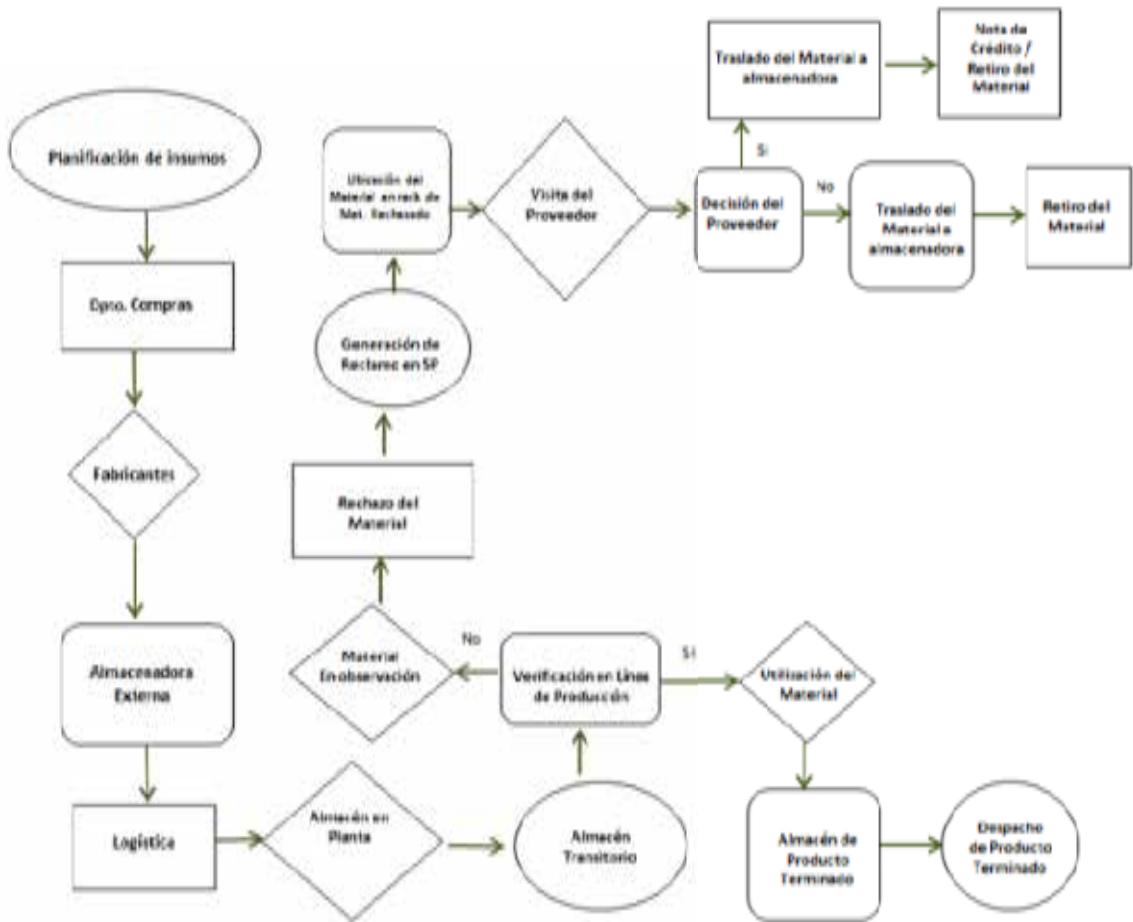 Planificación de insumos
Dpto. Compras
Fabricantes
Almacenadora
Externa
Logística
Almacén en
Planta
Almacén
Transitorio
Verificación en Línea
de Producción
No
Si
Material
En observación
Rechazo del
Material
Generación de
Reclamo en SP
Ubicación del
Material en rack de
Mat. Rechazado
Visita del
Proveedor
Decisión del
Proveedor
Si
Traslado del Material a
almacenadora
Nota de
Crédito /
Retiro del
Material
No
Traslado del
Material a
almacenadora
Retiro del
Material
Utilización del
Material
Almacén de
Producto
Terminado
Despacho
de Producto
Terminado